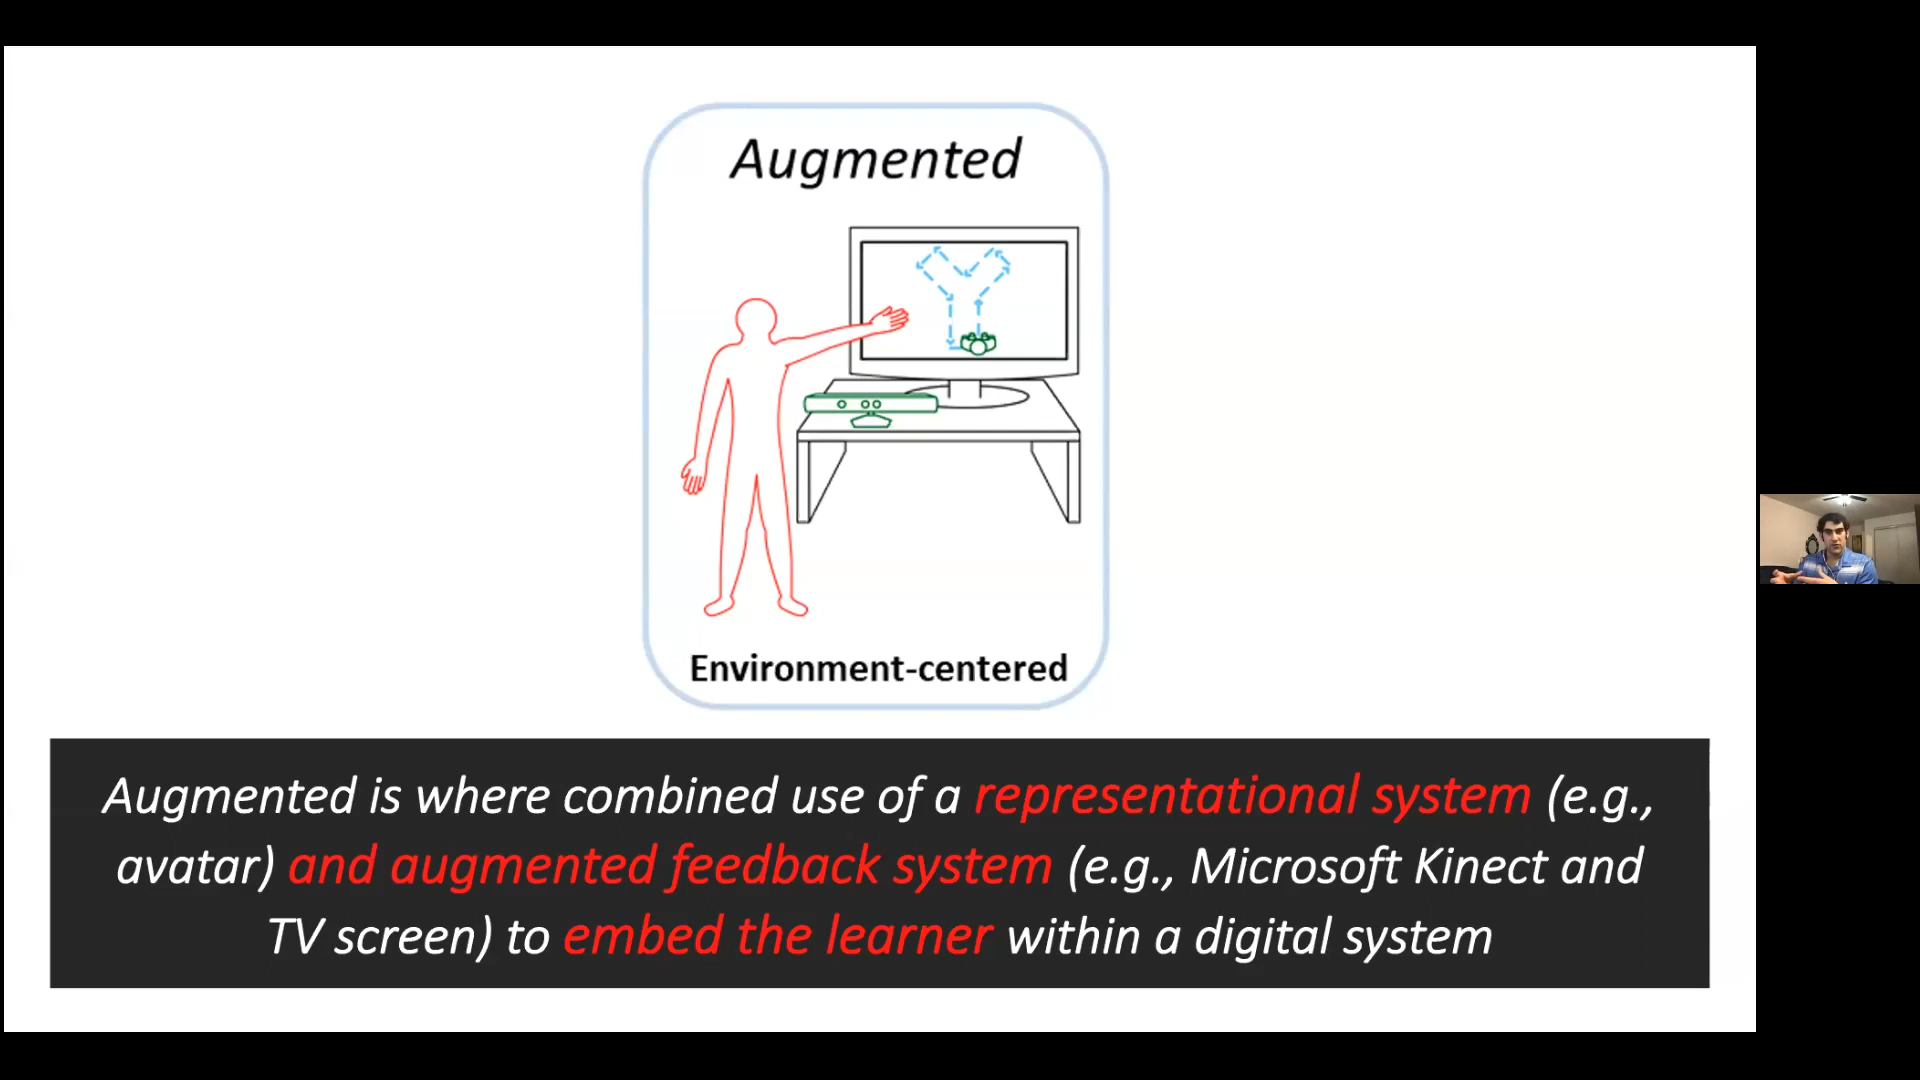 Augmented
Environment-centered
Augmented is where combined use of a representational system (e.g.,
avatar) and augmented feedback system (e.g., Microsoft Kinect and
TV screen) to embed the learner within a digital system